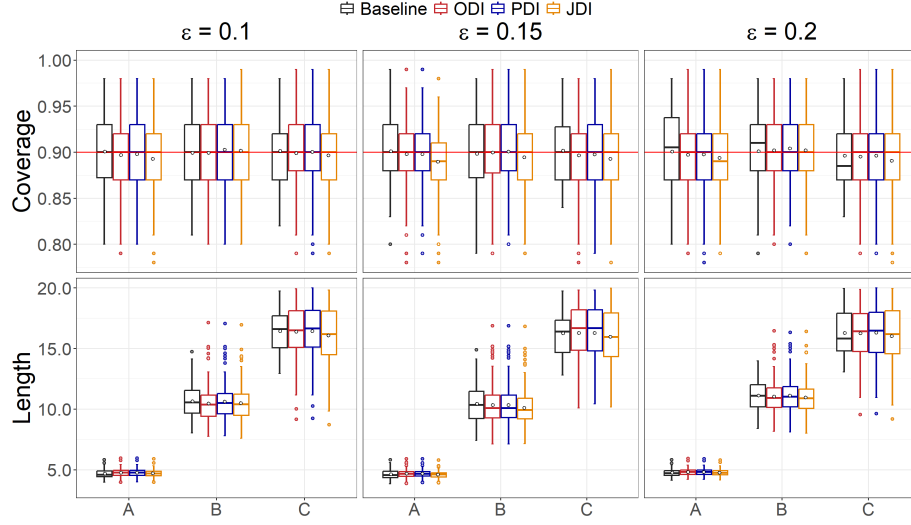 Baseline ODI PDI JDI
ε = 0.1 ε = 0.15 ε = 0.2
Coverage
1.00
0.95
0.90
0.85
0.80
Length
20.0
15.0
10.0
5.0
A B C A B C A B C